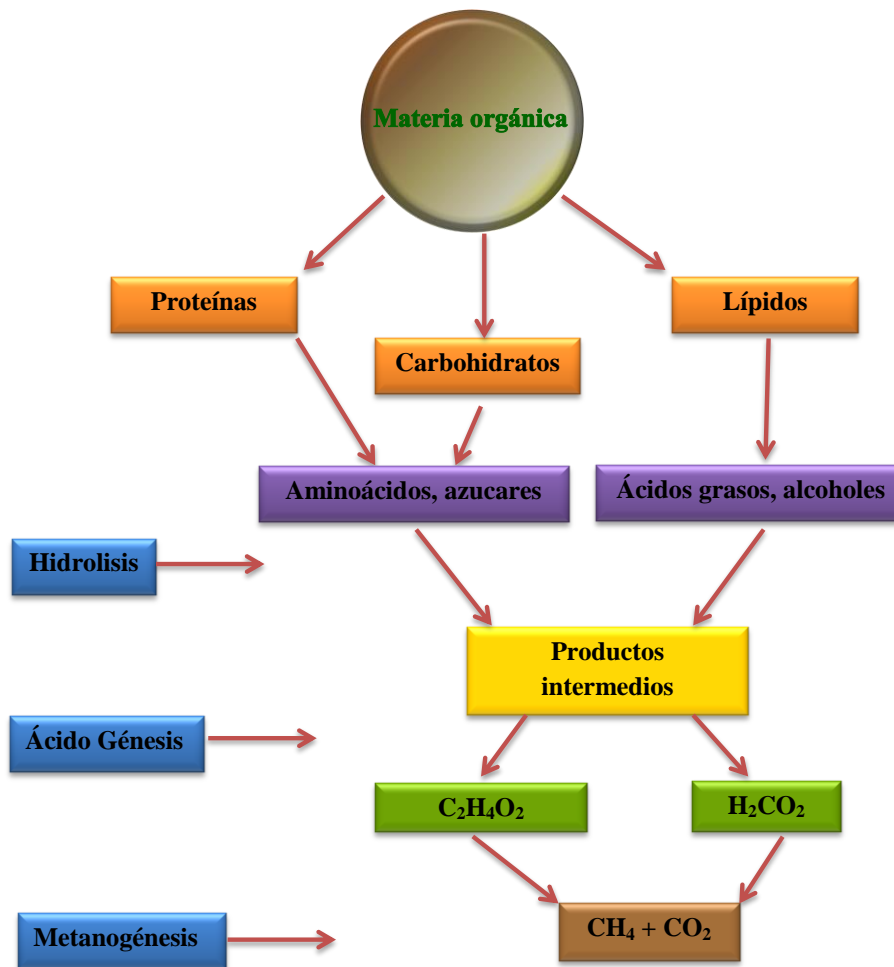 Materia orgánica
Proteínas
Lípidos
Carbohidratos
Aminoácidos, azucares
Ácidos grasos, alcoholes
Hidrolisis
Productos
intermedios
Ácido Génesis
C₂H₄O₂
H₂CO₂
Metanogénesis
CH₄ + CO₂